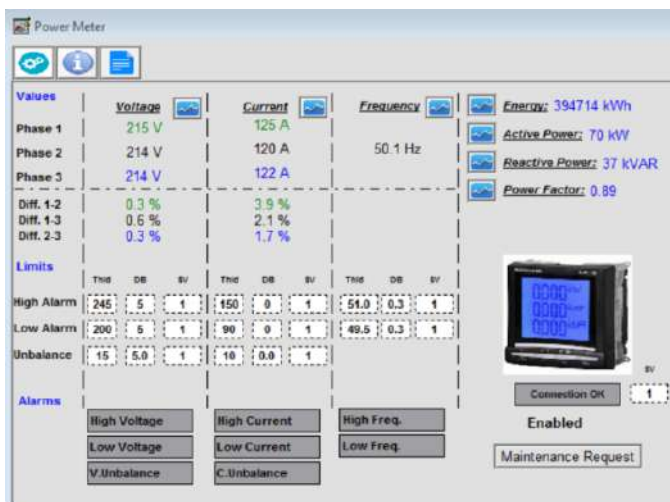 Power Meter
Values
Voltage Current Frequency Energy: 394714 kWh
Phase 1 215 V 125 A Active Power: 70 kW
Phase 2 214 V 120 A 50.1 Hz Reactive Power: 37 kVAR
Phase 3 214 V 122 A Power Factor: 0.89
Diff. 1-2 0.3 % 3.9 %
Diff. 1-3 0.6 % 2.1 %
Diff. 2-3 0.3 % 1.7 %
Limits
Thld DB SV Thld DB SV Thld DB SV
High Alarm 245 5 1 150 0 1 51.0 0.3 1
Low Alarm 200 5 1 90 0 1 49.5 0.3 1
Unbalance 15 5.0 1 10 0.0 1
SV
Connection OK 1
Alarms
High Voltage High Current High Freq. Enabled
Low Voltage Low Current Low Freq. Maintenance Request
V.Unbalance C.Unbalance